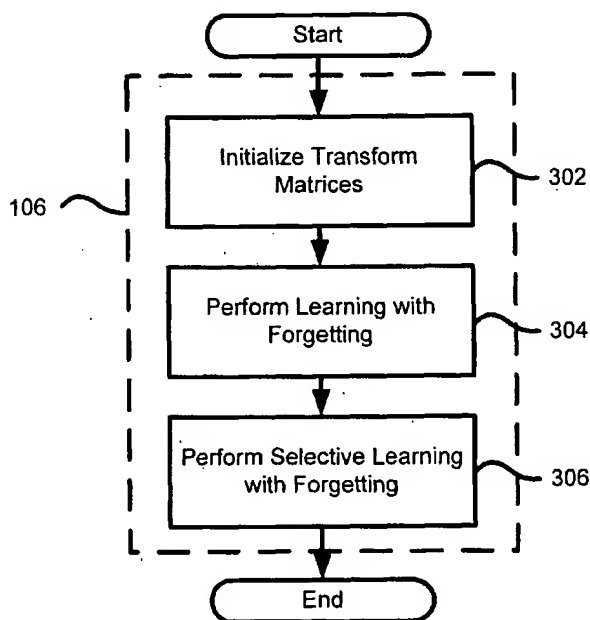 Start
Initialize Transform
Matrices
302
106
Perform Learning with
Forgetting
304
Perform Selective Learning
with Forgetting
306
End